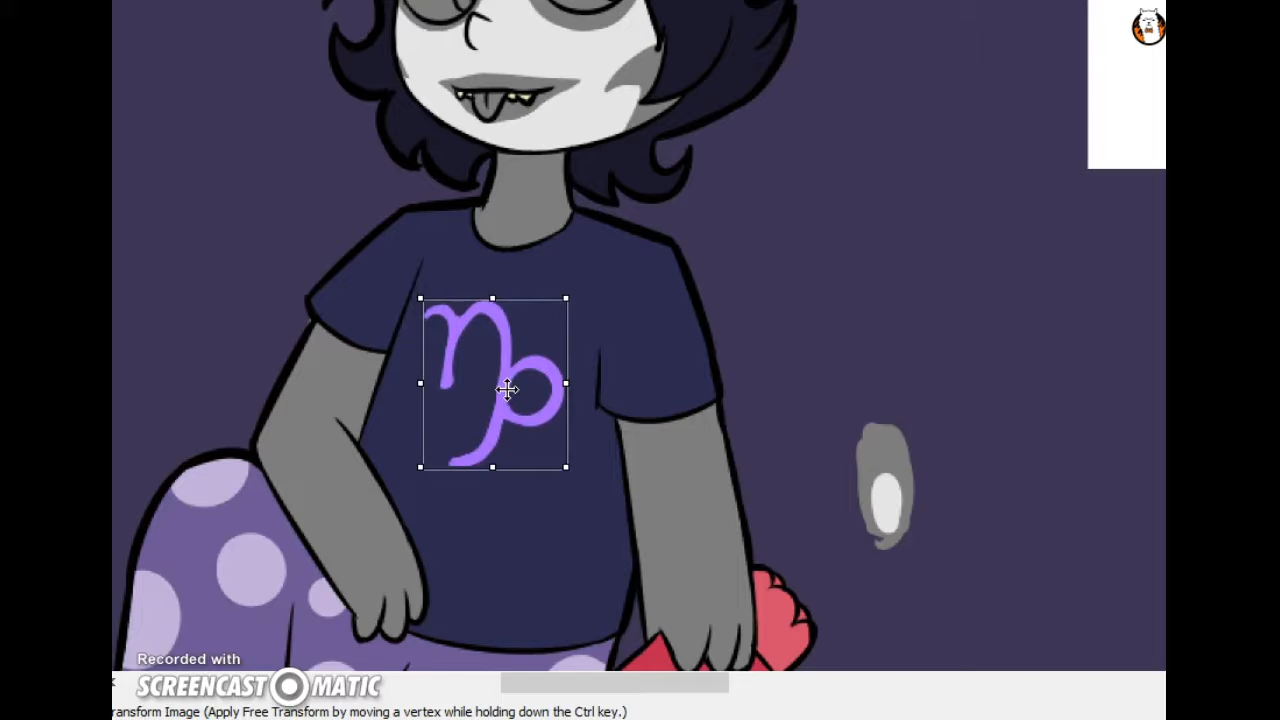 Recorded with
SCREENCAST MATIC
ransform Image (Apply Free Transform by moving a vertex while holding down the Ctrl key.)